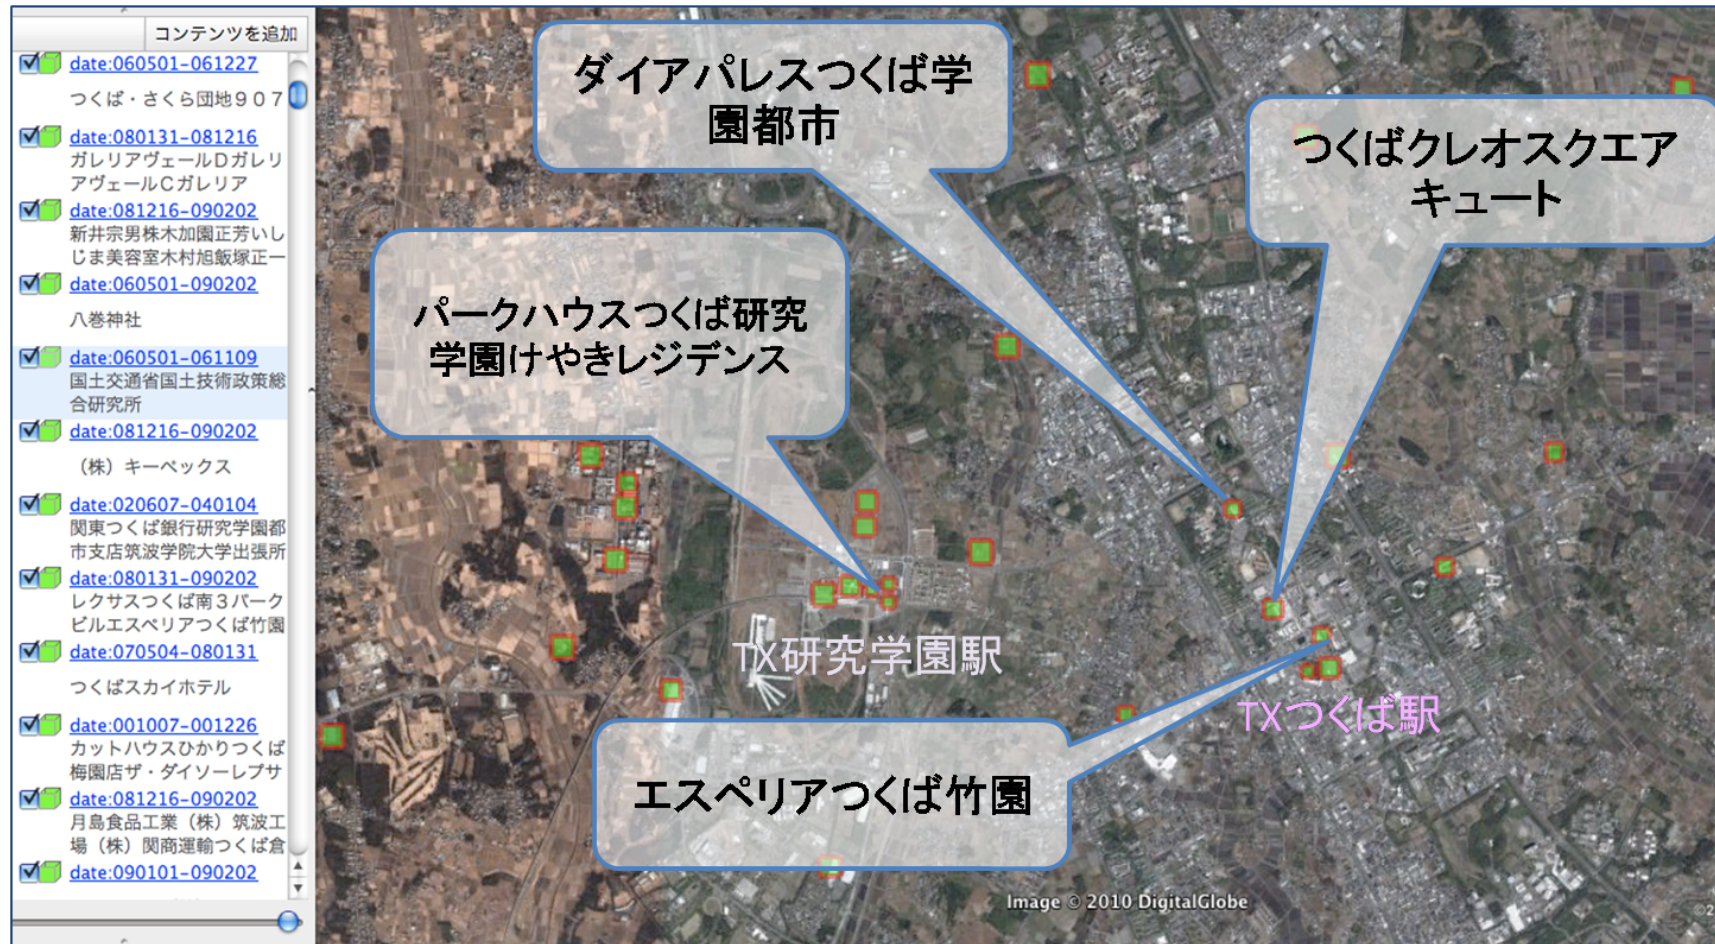 コンテンツを追加
date:060501-061227
つくば・さくら団地907
date:080131-081216
ガレリアヴェールDガレリ
アヴェールCガレリア
date:081216-090202
新井宗男株木加園正芳いし
じま美容室木村旭飯塚正一
date:060501-090202
八巻神社
date:060501-061109
国土交通省国土技術政策総
合研究所
date:081216-090202
(株)キーペックス
date:020607-040104
関東つくば銀行研究学園都
市支店筑波学院大学出張所
date:080131-090202
レクサスつくば南3パーク
ビルエスペリアつくば竹園
date:070504-080131
つくばスカイホテル
date:001007-001226
カットハウスひかりつくば
梅園店ザ・ダイソーレプサ
date:081216-090202
月島食品工業(株)筑波工
場(株)関商運輸つくば倉
date:090101-090202
ダイアパレスつくば学
園都市
つくばクレオスクエア
キュート
パークハウスつくば研究
学園けやきレジデンス
TX研究学園駅
TXつくば駅
エスペリアつくば竹園
Image © 2010 DigitalGlobe
©2